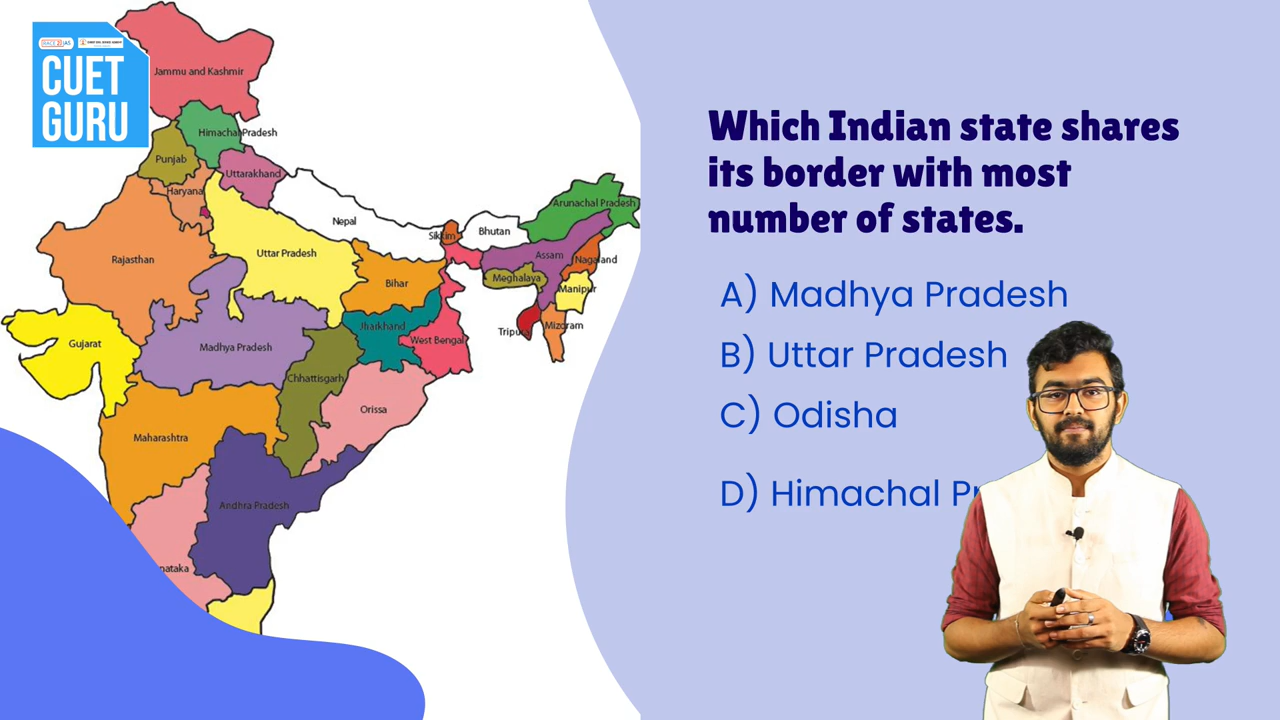 CUET
GURU
Jammu and Kashmir
Himachal Pradesh
Punjab
Uttarakhand
Haryana
Arunachal Pradesh
Nepal
Bhutan
Rajasthan
Uttar Pradesh
Assam
Nagaland
Bihar
Meghalaya
Manipur
Jharkhand
Mizoram
Gujarat
Madhya Pradesh
West Bengal
Chhattisgarh
Orissa
Maharashtra
Andhra Pradesh
Which Indian state shares
its border with most
number of states.
A) Madhya Pradesh
B) Uttar Pradesh
C) Odisha
D) Himachal